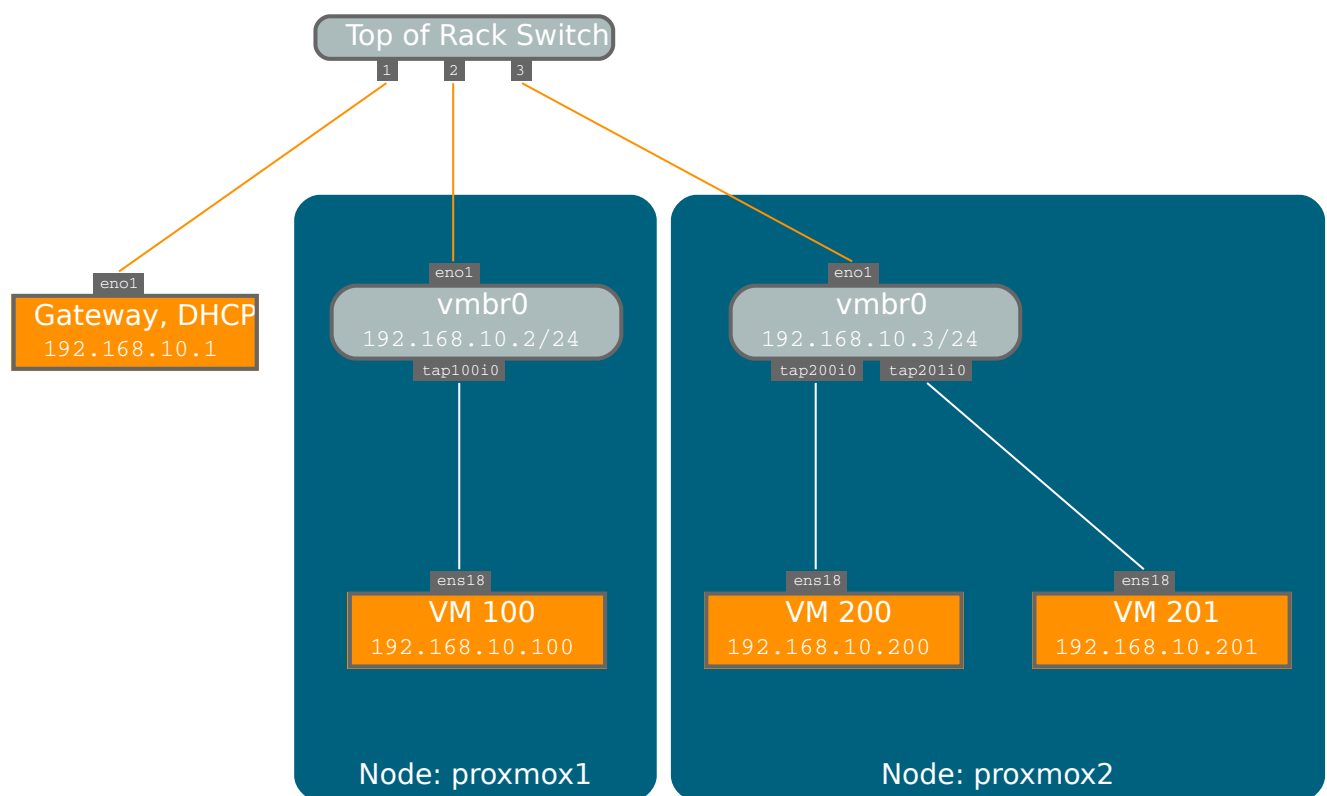 Top of Rack Switch
1 2 3
eno1
Gateway, DHCP
192.168.10.1
eno1
vmbr0
192.168.10.2/24
tap100i0
ens18
VM 100
192.168.10.100
Node: proxmox1
eno1
vmbr0
192.168.10.3/24
tap200i0 tap201i0
ens18
VM 200
192.168.10.200
ens18
VM 201
192.168.10.201
Node: proxmox2